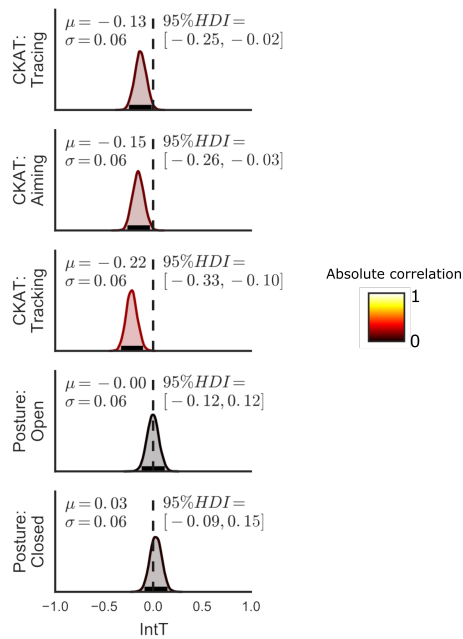 CKAT:
Tracing
μ = −0.13
σ = 0.06
95%HDI =
[−0.25, −0.02]
CKAT:
Aiming
μ = −0.15
σ = 0.06
95%HDI =
[−0.26, −0.03]
CKAT:
Tracking
μ = −0.22
σ = 0.06
95%HDI =
[−0.33, −0.10]
Absolute correlation
1
0
Posture:
Open
μ = −0.00
σ = 0.06
95%HDI =
[−0.12, 0.12]
Posture:
Closed
μ = 0.03
σ = 0.06
95%HDI =
[−0.09, 0.15]
−1.0 −0.5 0.0 0.5 1.0
IntT